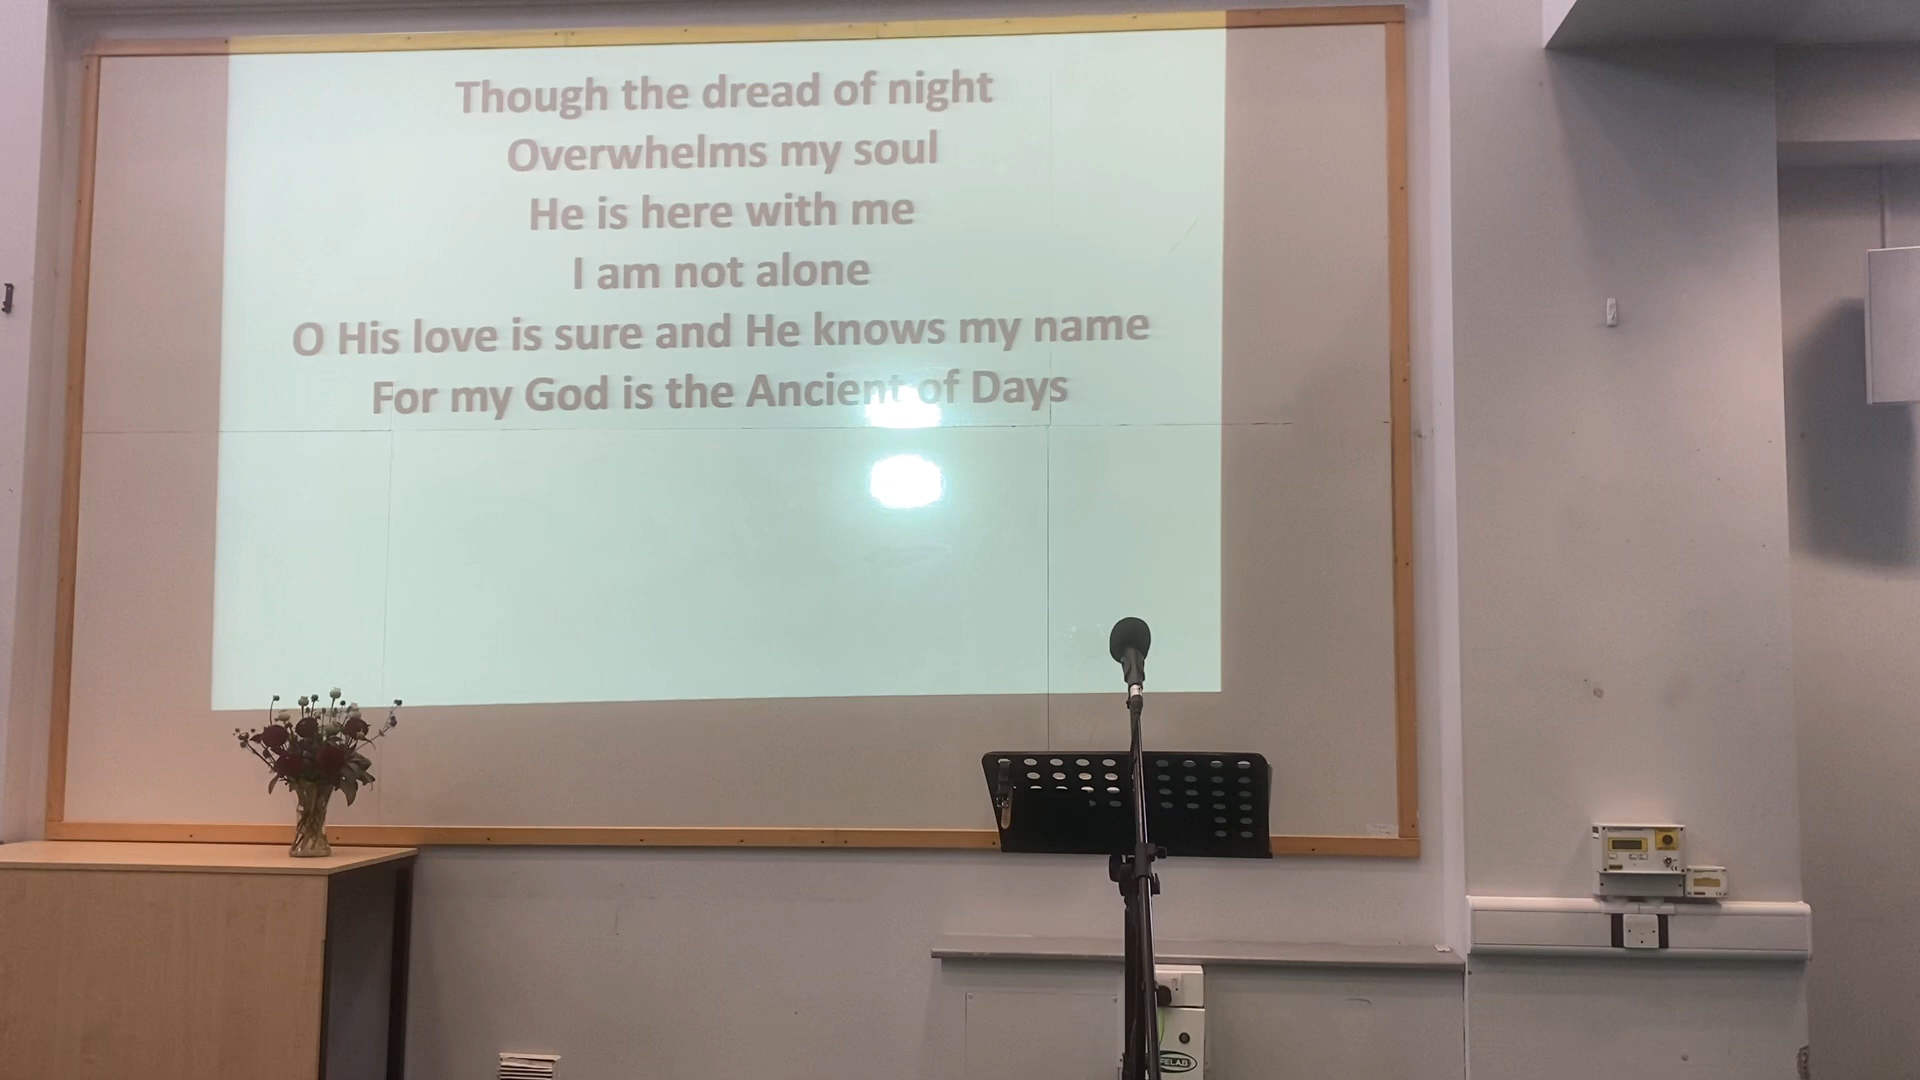 Though the dread of night
Overwhelms my soul
He is here with me
I am not alone
O His love is sure and He knows my name
For my God is the Ancient of Days